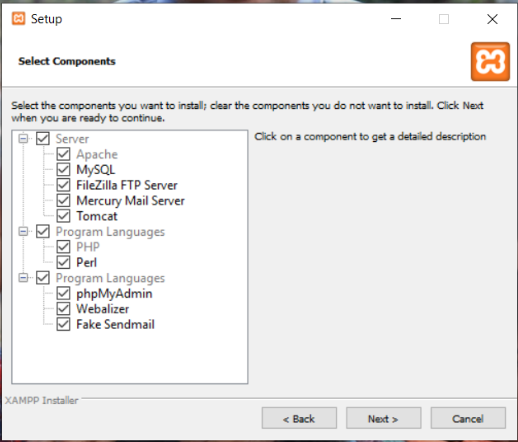 Setup
Select Components
Select the components you want to install; clear the components you do not want to install. Click Next
when you are ready to continue.
Server
Apache
MySQL
FileZilla FTP Server
Mercury Mail Server
Tomcat
Program Languages
PHP
Perl
Program Languages
phpMyAdmin
Webalizer
Fake Sendmail
Click on a component to get a detailed description
XAMPP Installer
< Back
Next >
Cancel